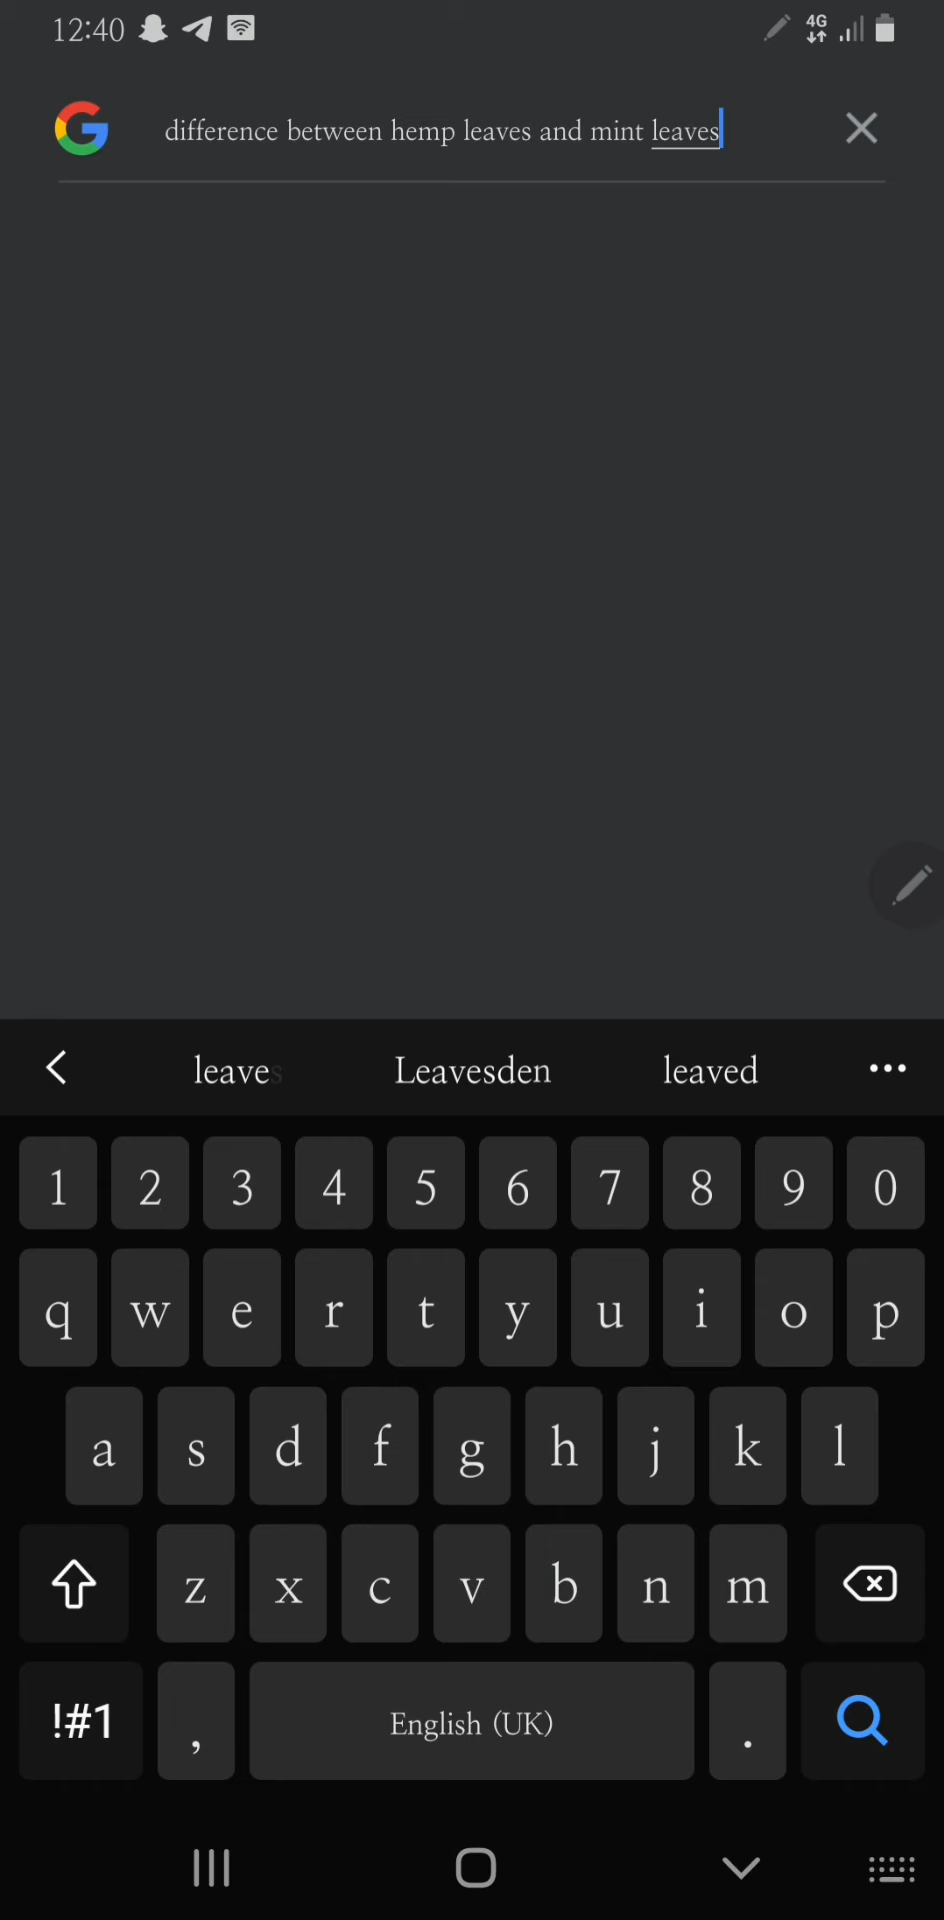 12:40 4G
difference between hemp leaves and mint leaves
leaves Leavesden leaved
1 2 3 4 5 6 7 8 9 0
q w e r t y u i o p
a s d f g h j k l
z x c v b n m
!#1 , English (UK) .